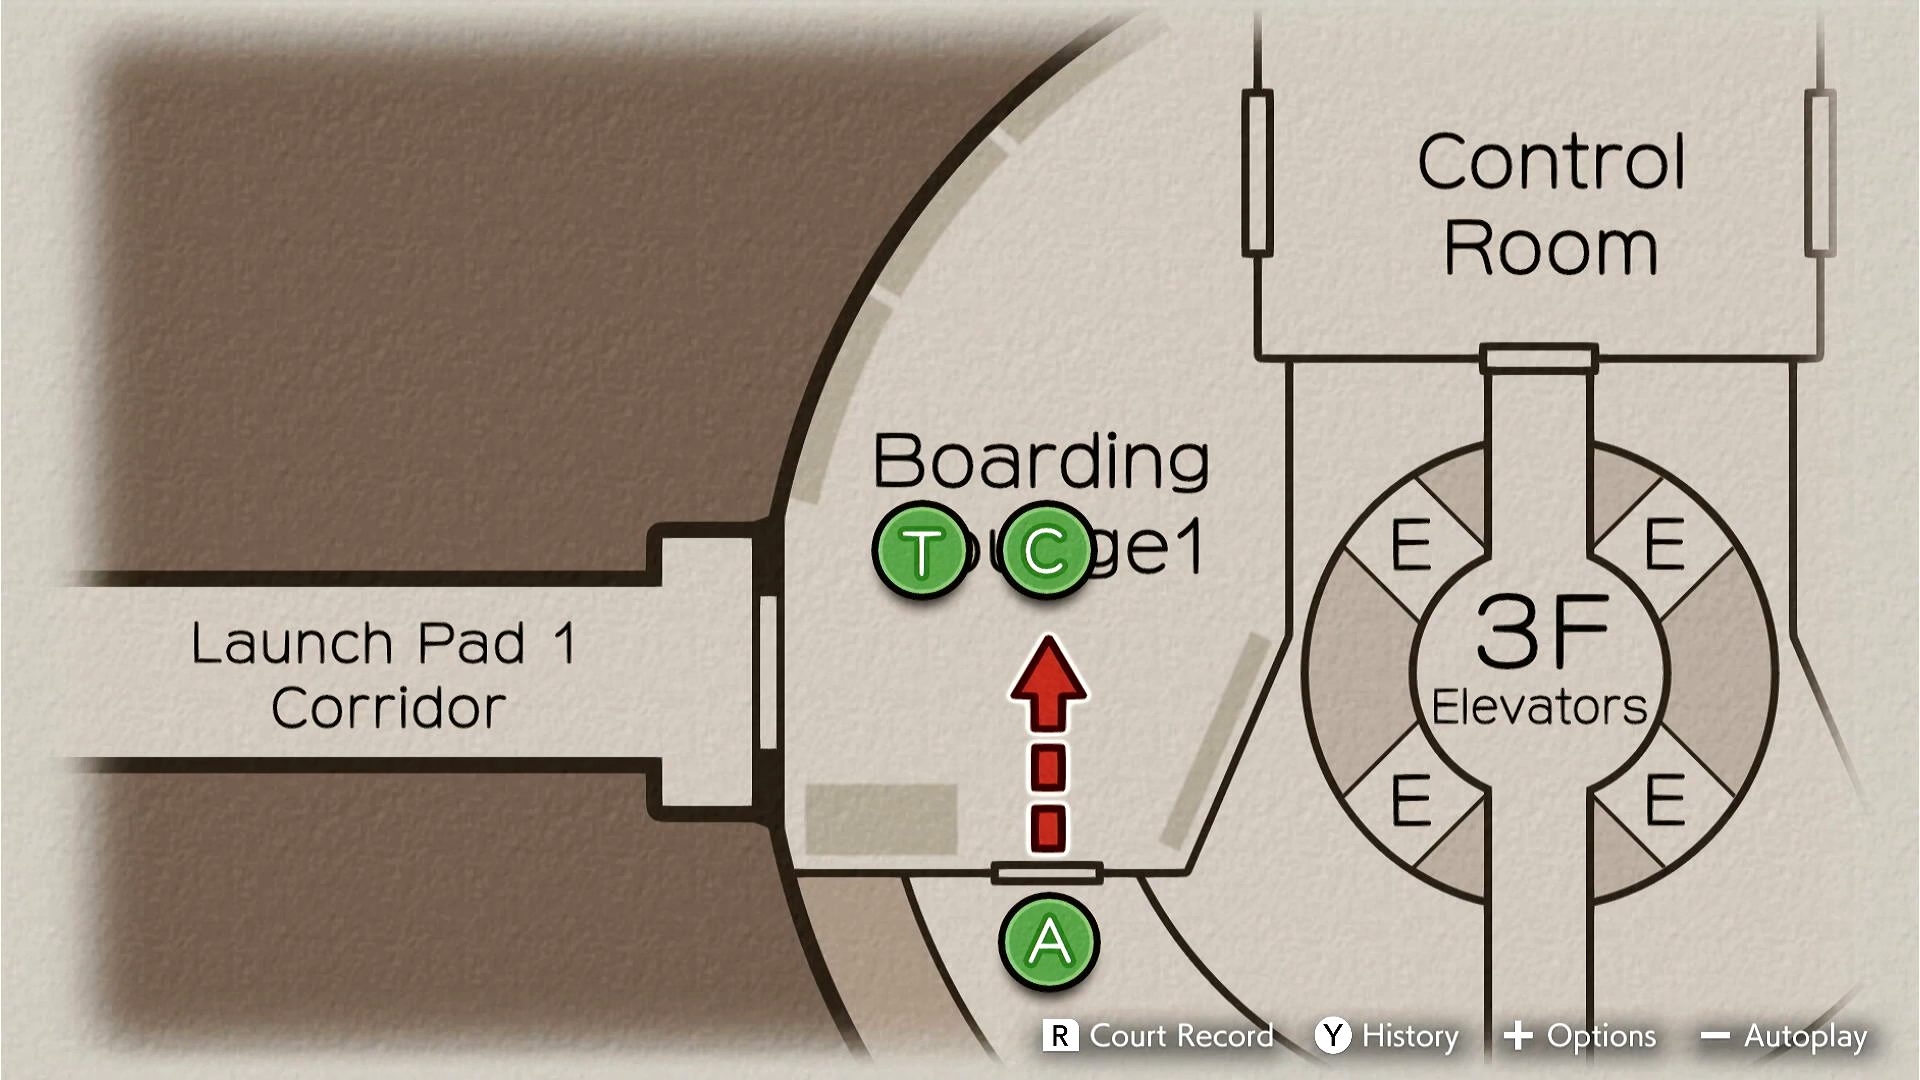 Control
Room
Boarding
ge1
T
C
E
E
Launch Pad 1
Corridor
3F
Elevators
E
E
A
R Court Record
Y History
+ Options
− Autoplay